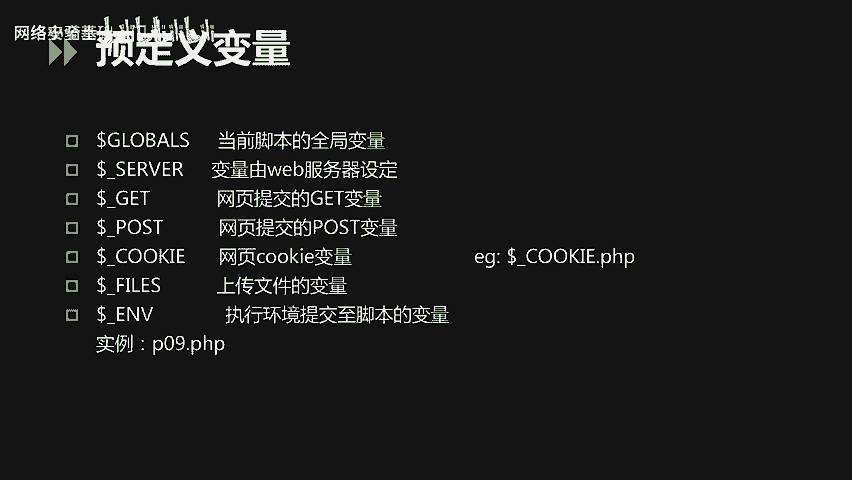 网络安全基础
预定义变量
$GLOBALS 当前脚本的全局变量
$_SERVER 变量由web服务器设定
$_GET 网页提交的GET变量
$_POST 网页提交的POST变量
$_COOKIE 网页cookie变量 eg: $_COOKIE.php
$_FILES 上传文件的变量
$_ENV 执行环境提交至脚本的变量
实例：p09.php